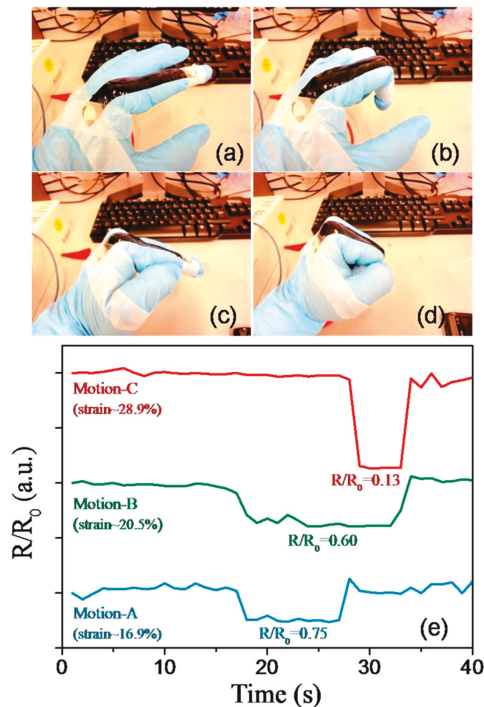 (a)
(b)
(c)
(d)
Motion-C
(strain~28.9%)
R/R0=0.13
Motion-B
(strain~20.5%)
R/R0=0.60
Motion-A
(strain~16.9%)
R/R0=0.75
(e)
R/R0 (a.u.)
0 10 20 30 40
Time (s)